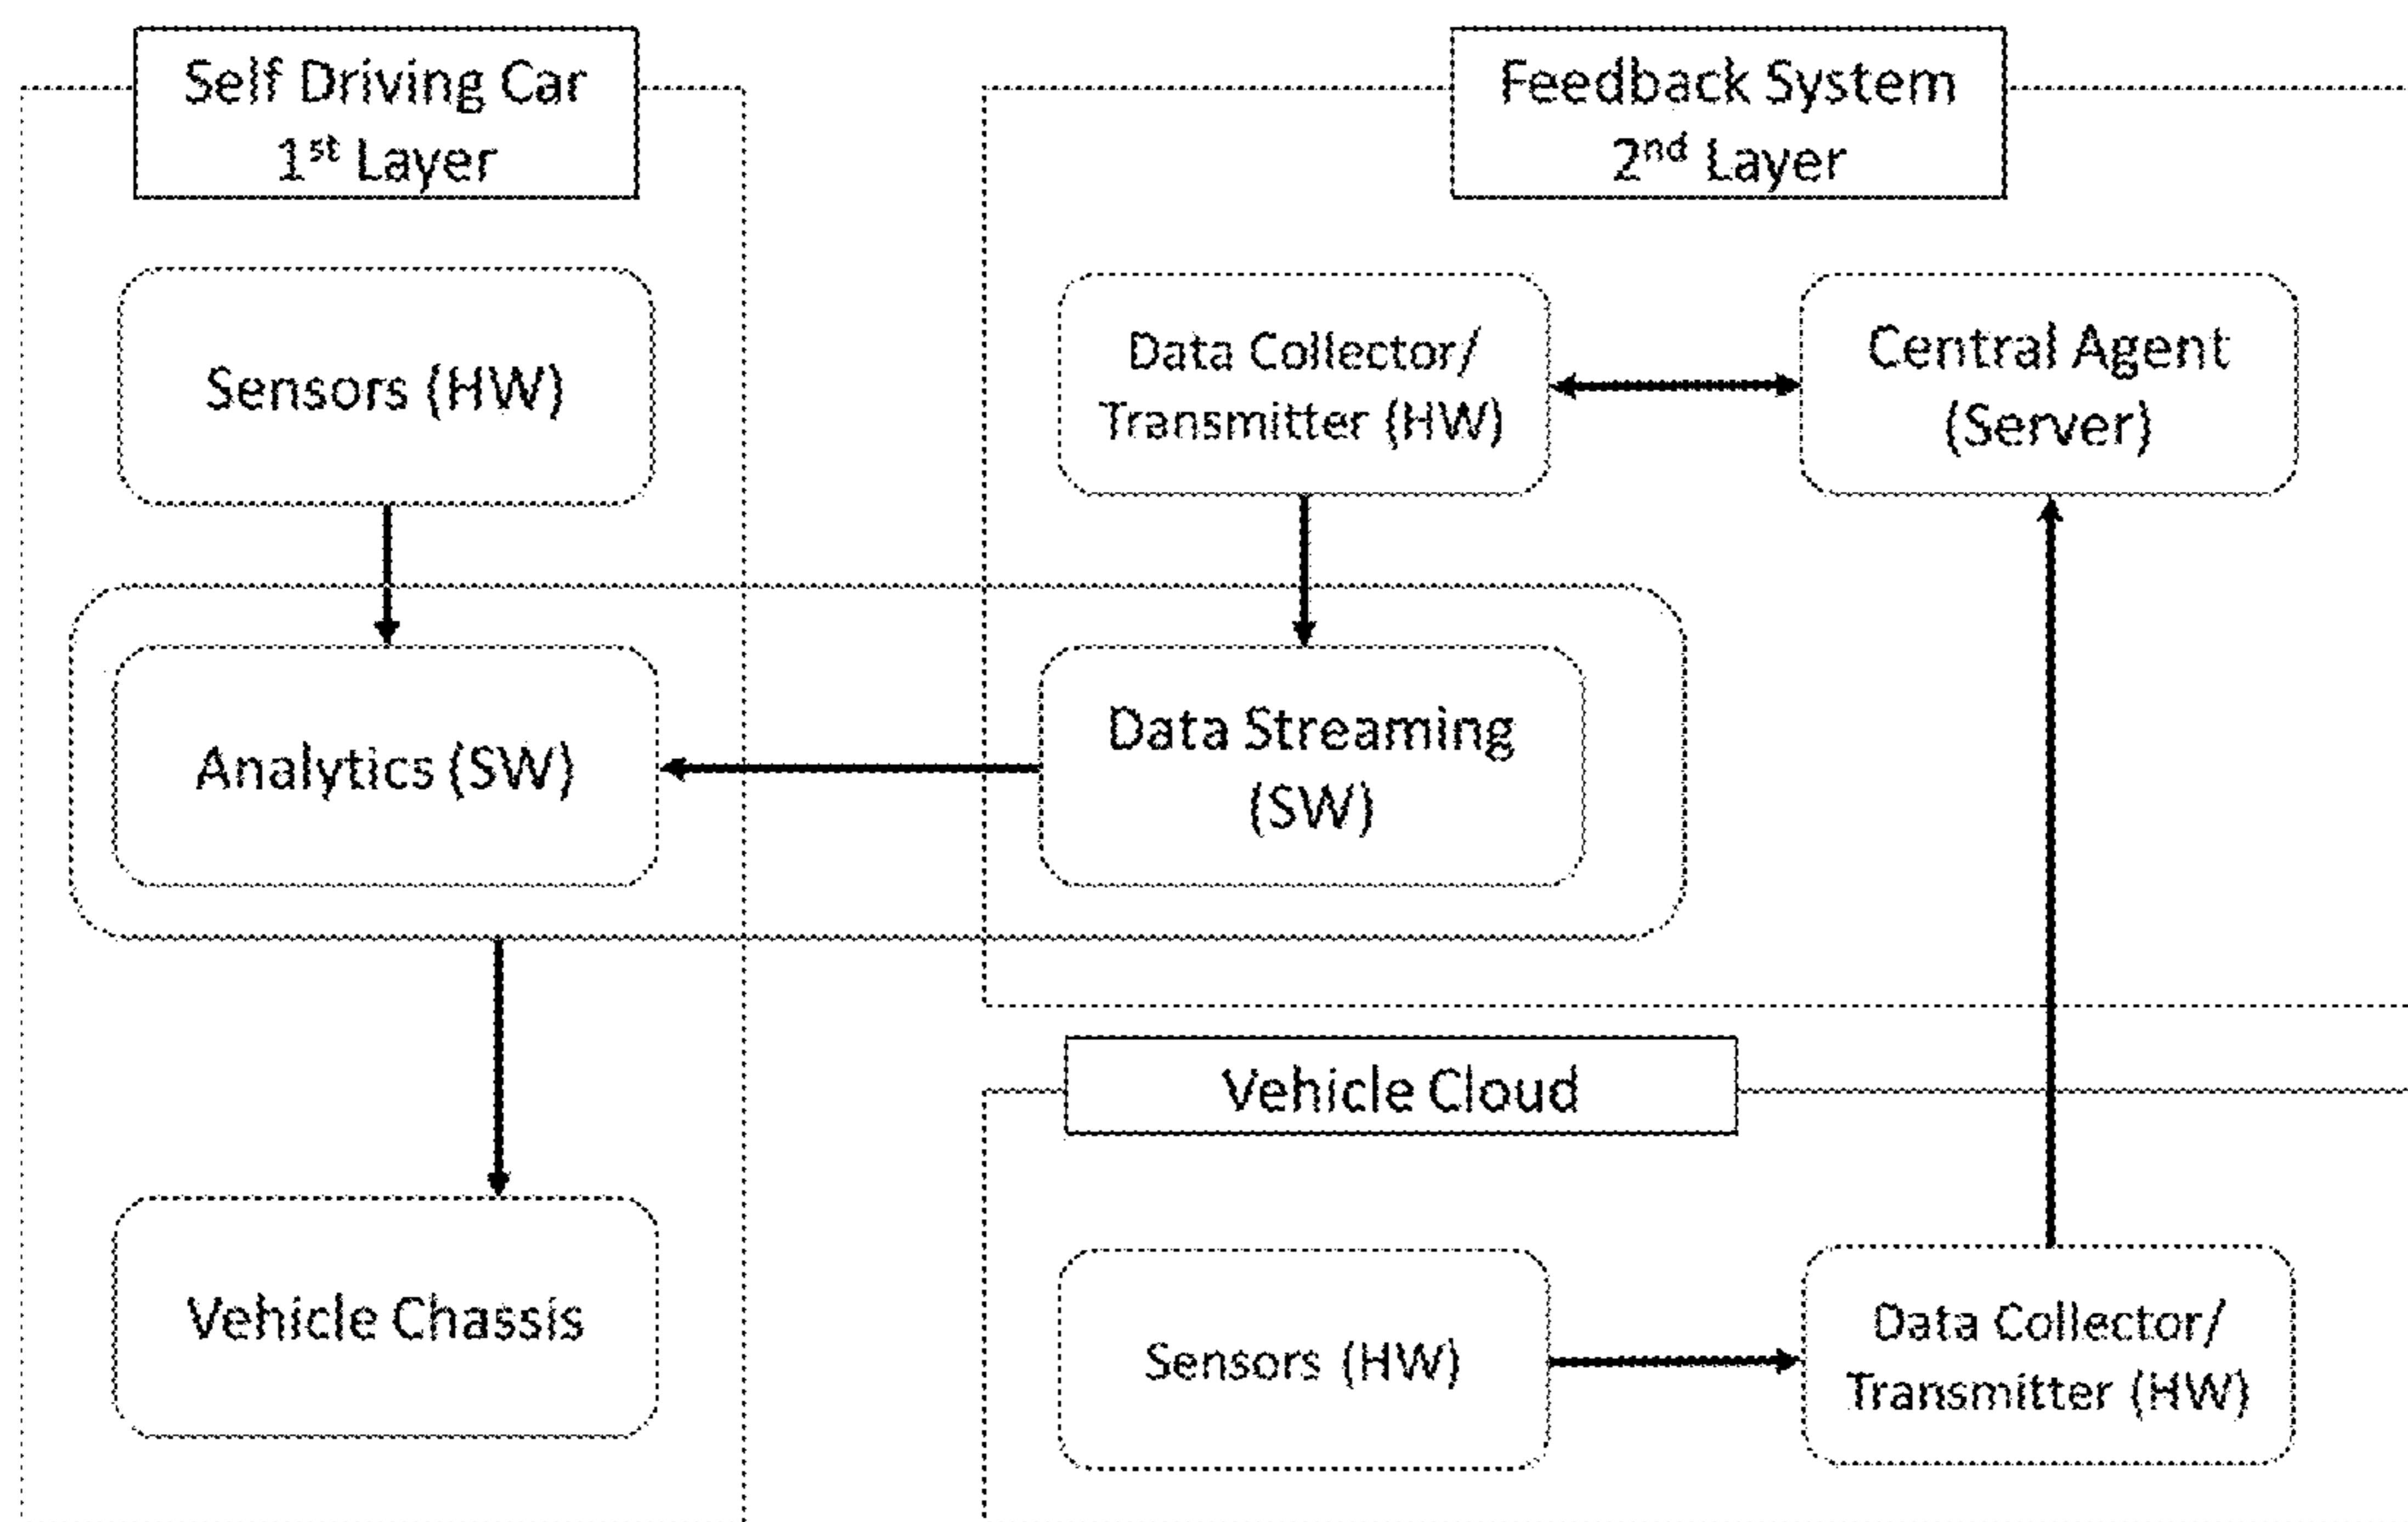 Self Driving Car
1st Layer
Feedback System
2nd Layer
Sensors (HW)
Data Collector/
Transmitter (HW)
Central Agent
(Server)
Analytics (SW)
Data Streaming
(SW)
Vehicle Cloud
Vehicle Chassis
Sensors (HW)
Data Collector/
Transmitter (HW)